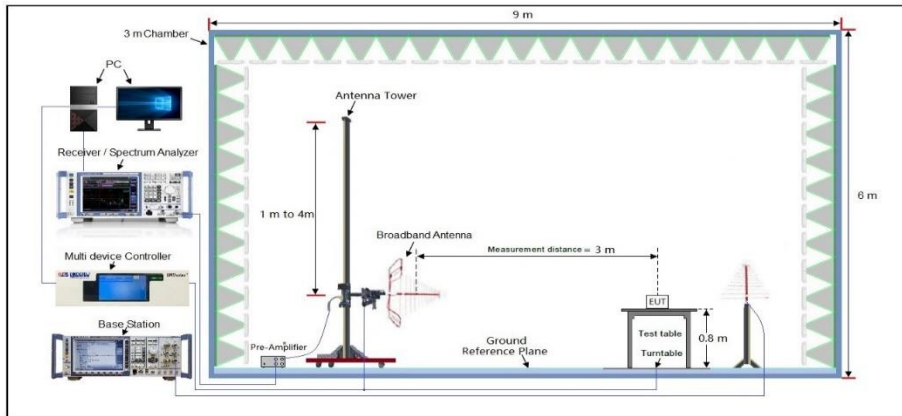 9 m
3 m Chamber
PC
Antenna Tower
Receiver / Spectrum Analyzer
1 m to 4m
6 m
Broadband Antenna
Measurement distance = 3 m
Multi device Controller
EUT
Base Station
Pre-Amplifier
Ground
Reference Plane
Test table
Turntable
0.8 m